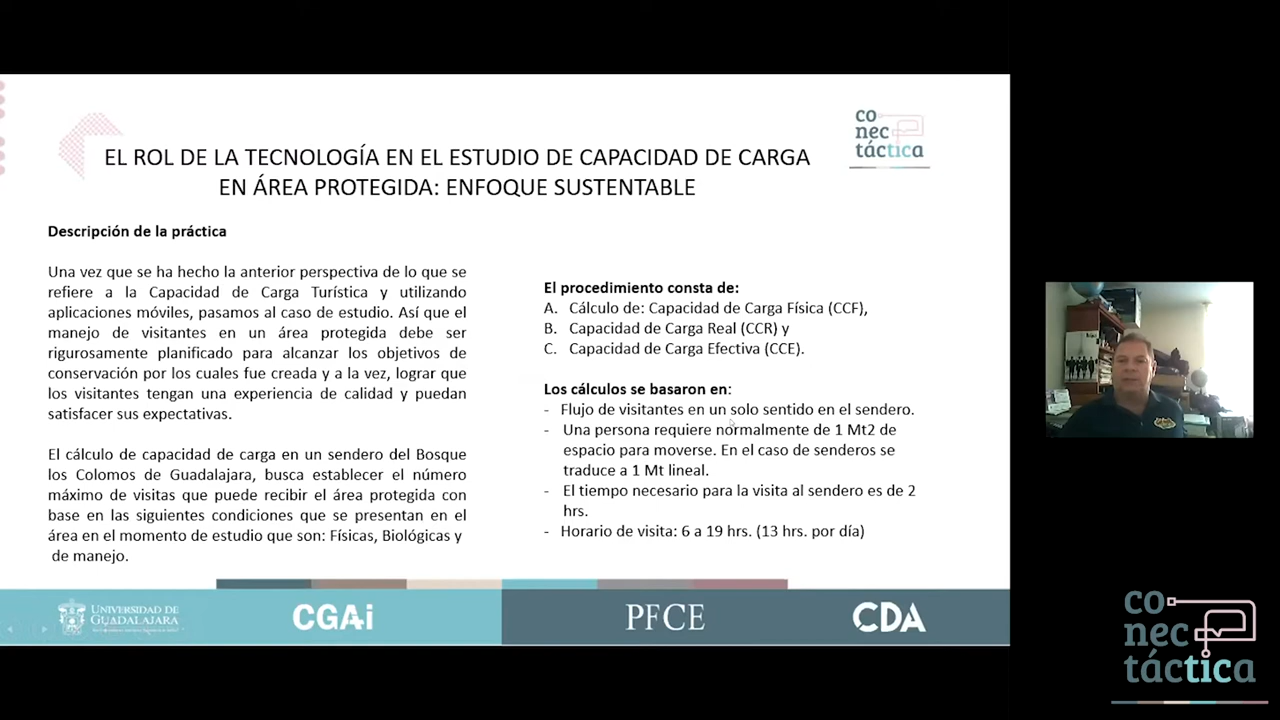 EL ROL DE LA TECNOLOGÍA EN EL ESTUDIO DE CAPACIDAD DE CARGA
EN ÁREA PROTEGIDA: ENFOQUE SUSTENTABLE
co
nec
táctica
Descripción de la práctica
Una vez que se ha hecho la anterior perspectiva de lo que se
refiere a la Capacidad de Carga Turística y utilizando
aplicaciones móviles, pasamos al caso de estudio. Así que el
manejo de visitantes en un área protegida debe ser
rigurosamente planificado para alcanzar los objetivos de
conservación por los cuales fue creada y a la vez, lograr que
los visitantes tengan una experiencia de calidad y puedan
satisfacer sus expectativas.
El cálculo de capacidad de carga en un sendero del Bosque
los Colomos de Guadalajara, busca establecer el número
máximo de visitas que puede recibir el área protegida con
base en las siguientes condiciones que se presentan en el
área en el momento de estudio que son: Físicas, Biológicas y
de manejo.
El procedimiento consta de:
A. Cálculo de: Capacidad de Carga Física (CCF),
B. Capacidad de Carga Real (CCR) y
C. Capacidad de Carga Efectiva (CCE).
Los cálculos se basaron en:
- Flujo de visitantes en un solo sentido en el sendero.
- Una persona requiere normalmente de 1 Mt2 de
espacio para moverse. En el caso de senderos se
traduce a 1 Mt lineal.
- El tiempo necesario para la visita al sendero es de 2
hrs.
- Horario de visita: 6 a 19 hrs. (13 hrs. por día)
UNIVERSIDAD DE
GUADALAJARA
CGAi
PFCE
CDA
co
nec
táctica